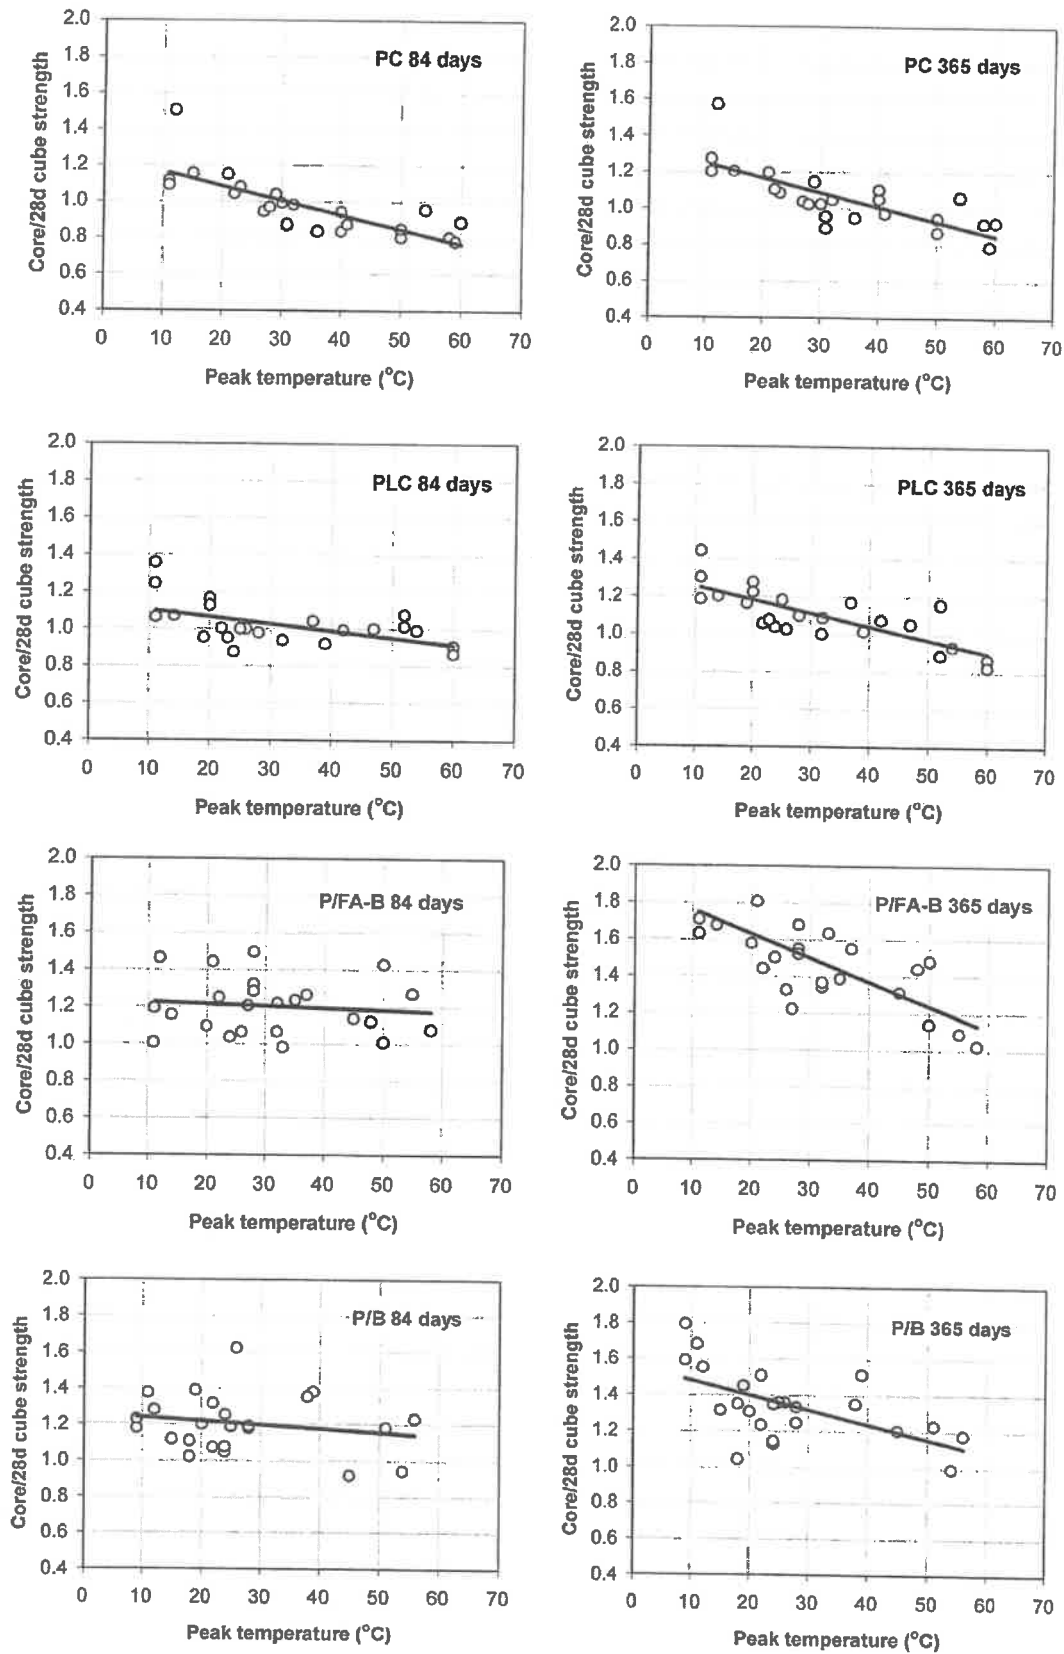 PC 84 days
Core/28d cube strength
2.0
1.8
1.6
1.4
1.2
1.0
0.8
0.6
0.4
0 10 20 30 40 50 60 70
Peak temperature (°C)
PC 365 days
Core/28d cube strength
2.0
1.8
1.6
1.4
1.2
1.0
0.8
0.6
0.4
0 10 20 30 40 50 60 70
Peak temperature (°C)
PLC 84 days
Core/28d cube strength
2.0
1.8
1.6
1.4
1.2
1.0
0.8
0.6
0.4
0 10 20 30 40 50 60 70
Peak temperature (°C)
PLC 365 days
Core/28d cube strength
2.0
1.8
1.6
1.4
1.2
1.0
0.8
0.6
0.4
0 10 20 30 40 50 60 70
Peak temperature (°C)
P/FA-B 84 days
Core/28d cube strength
2.0
1.8
1.6
1.4
1.2
1.0
0.8
0.6
0.4
0 10 20 30 40 50 60 70
Peak temperature (°C)
P/FA-B 365 days
Core/28d cube strength
2.0
1.8
1.6
1.4
1.2
1.0
0.8
0.6
0.4
0 10 20 30 40 50 60 70
Peak temperature (°C)
P/B 84 days
Core/28d cube strength
2.0
1.8
1.6
1.4
1.2
1.0
0.8
0.6
0.4
0 10 20 30 40 50 60 70
Peak temperature (°C)
P/B 365 days
Core/28d cube strength
2.0
1.8
1.6
1.4
1.2
1.0
0.8
0.6
0.4
0 10 20 30 40 50 60 70
Peak temperature (°C)